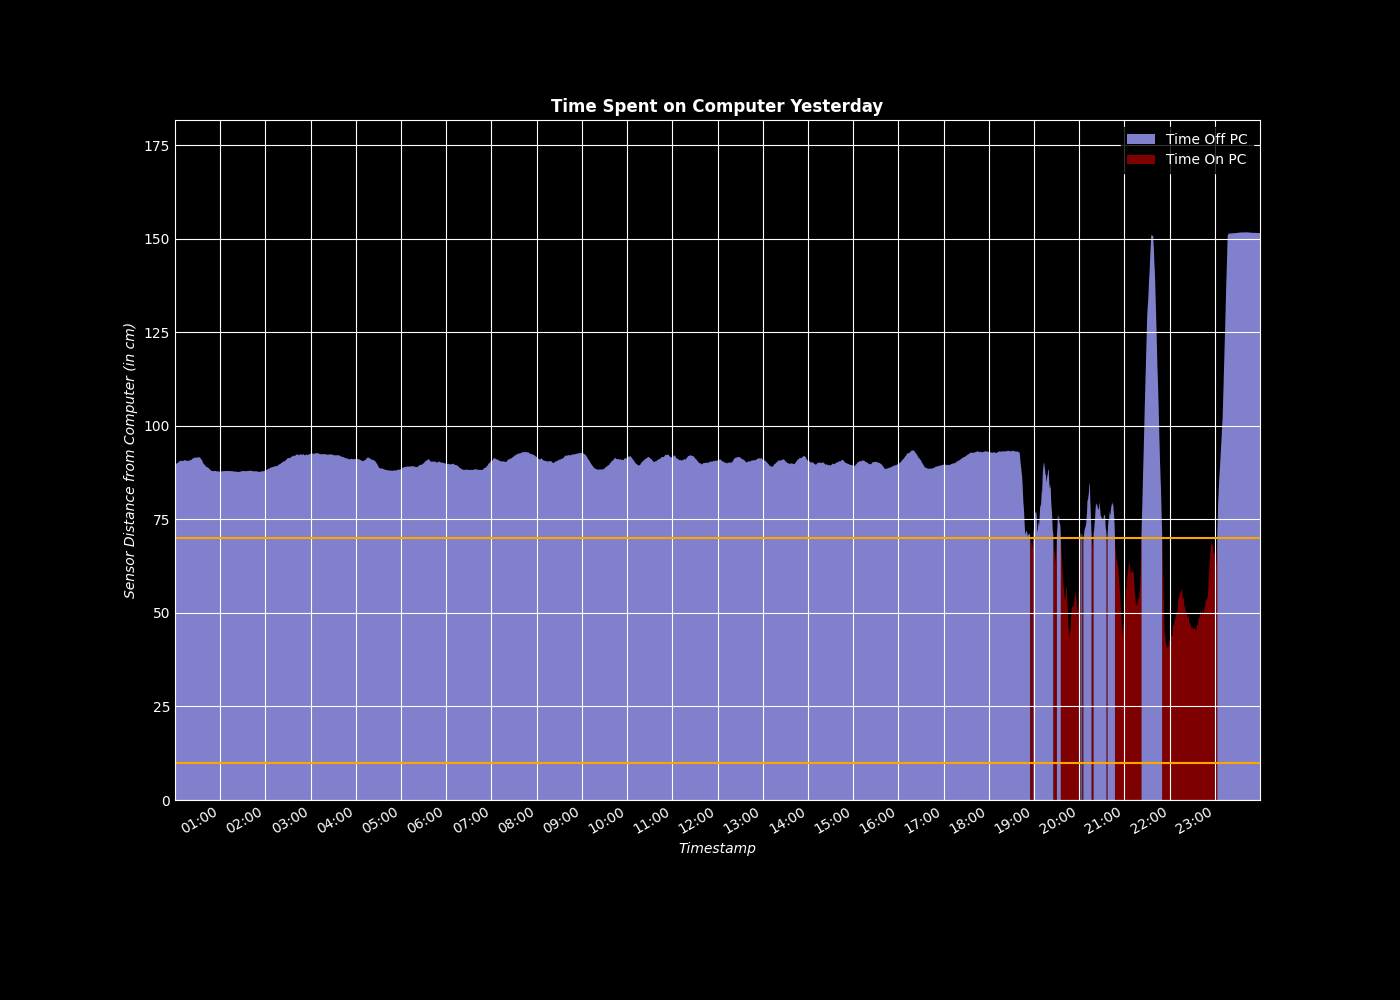 Time Spent on Computer Yesterday
Time Off PC
Time On PC
Sensor Distance from Computer (in cm)
175
150
125
100
75
50
25
0
01:00 02:00 03:00 04:00 05:00 06:00 07:00 08:00 09:00 10:00 11:00 12:00 13:00 14:00 15:00 16:00 17:00 18:00 19:00 20:00 21:00 22:00 23:00
Timestamp